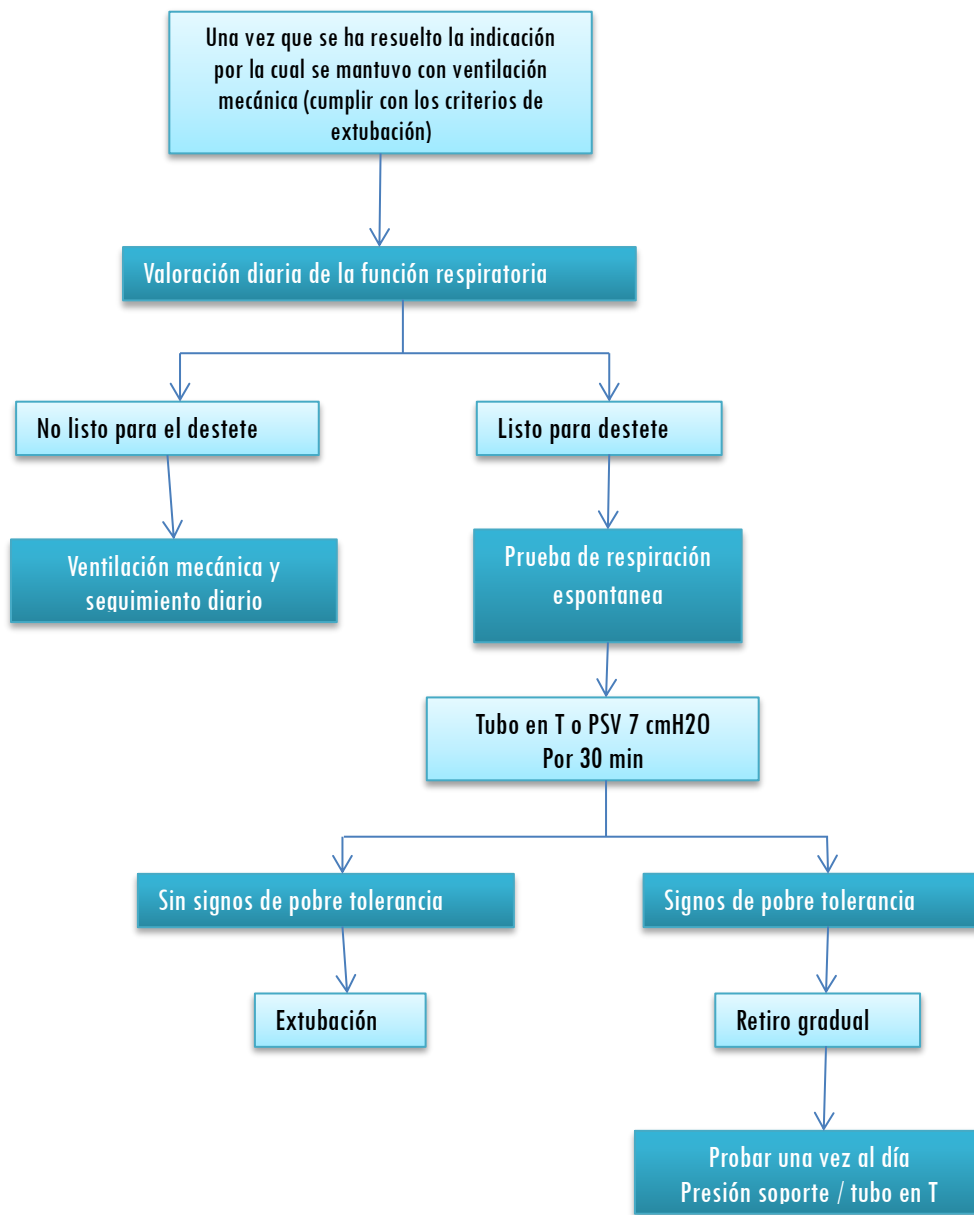 Una vez que se ha resuelto la indicación
por la cual se mantuvo con ventilación
mecánica (cumplir con los criterios de
extubación)
Valoración diaria de la función respiratoria
No listo para el destete
Listo para destete
Ventilación mecánica y
seguimiento diario
Prueba de respiración
espontanea
Tubo en T o PSV 7 cmH2O
Por 30 min
Sin signos de pobre tolerancia
Signos de pobre tolerancia
Extubación
Retiro gradual
Probar una vez al día
Presión soporte / tubo en T